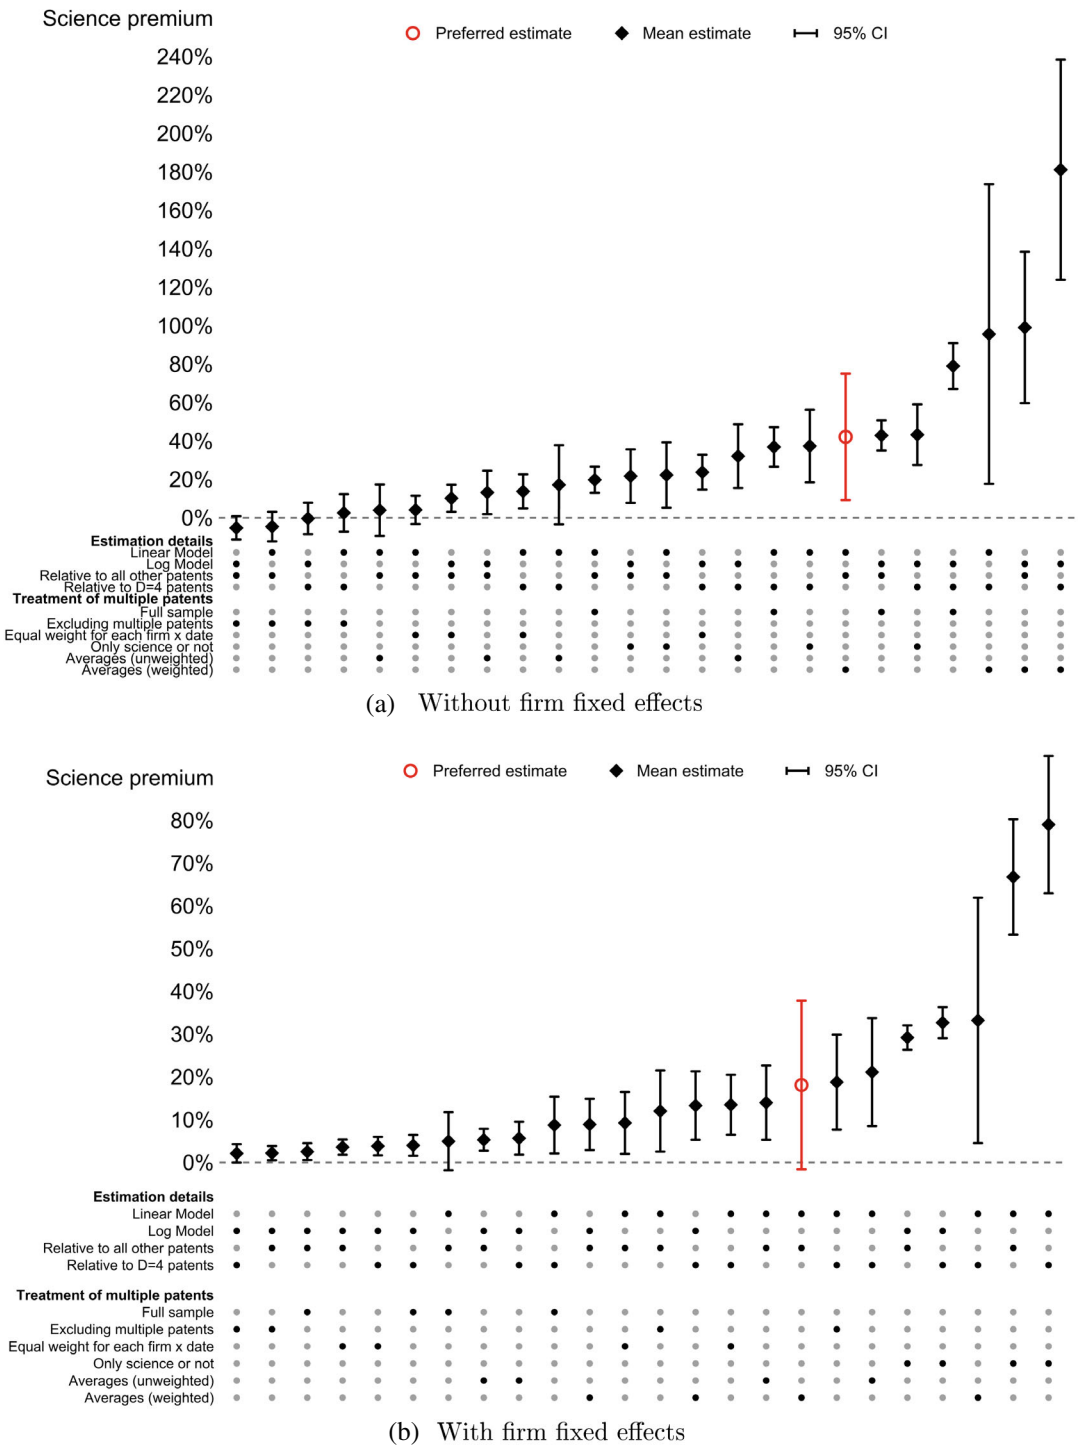 Science premium
Preferred estimate Mean estimate 95% CI
240%
220%
200%
180%
160%
140%
120%
100%
80%
60%
40%
20%
0%
Estimation details
Linear Model
Log Model
Relative to all other patents
Relative to D=4 patents
Treatment of multiple patents
Full sample
Excluding multiple patents
Equal weight for each firm x date
Only science or not
Averages (unweighted)
Averages (weighted)
(a) Without firm fixed effects
Science premium
Preferred estimate Mean estimate 95% CI
80%
70%
60%
50%
40%
30%
20%
10%
0%
Estimation details
Linear Model
Log Model
Relative to all other patents
Relative to D=4 patents
Treatment of multiple patents
Full sample
Excluding multiple patents
Equal weight for each firm x date
Only science or not
Averages (unweighted)
Averages (weighted)
(b) With firm fixed effects